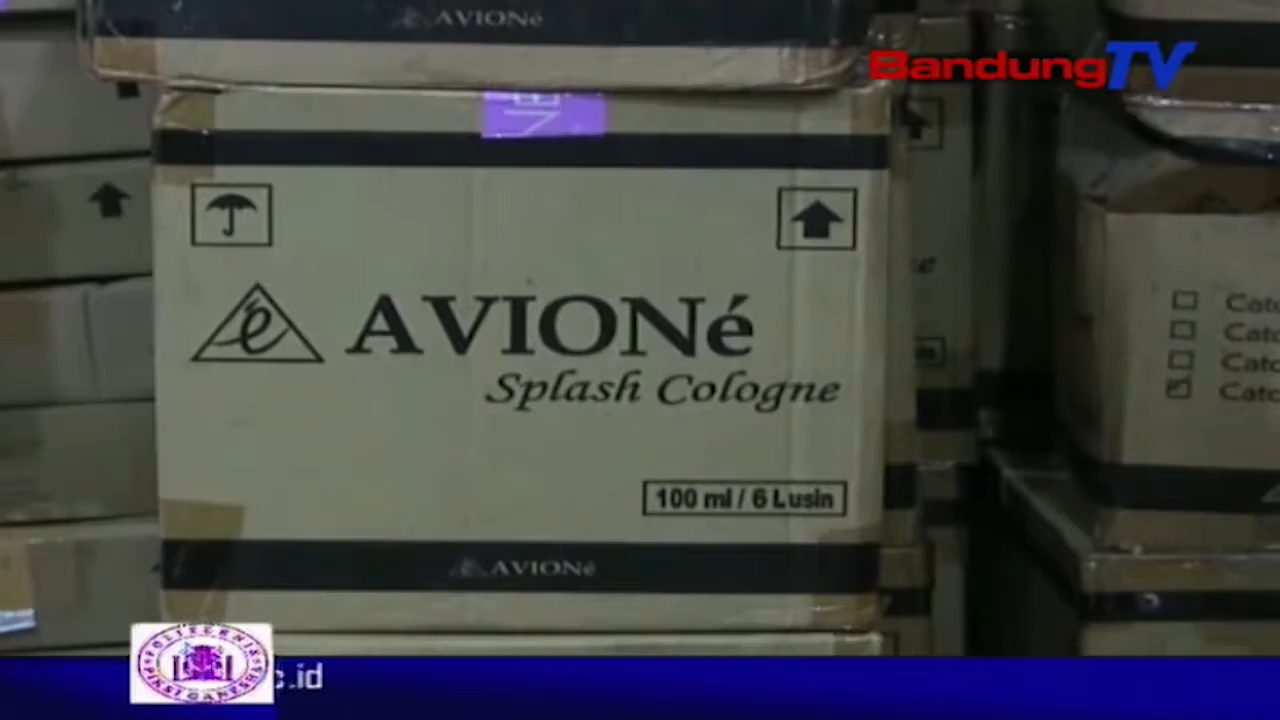 AVIONé
BandungTV
AVIONé
Splash Cologne
100 ml / 6 Lusin
AVIONé
c.id